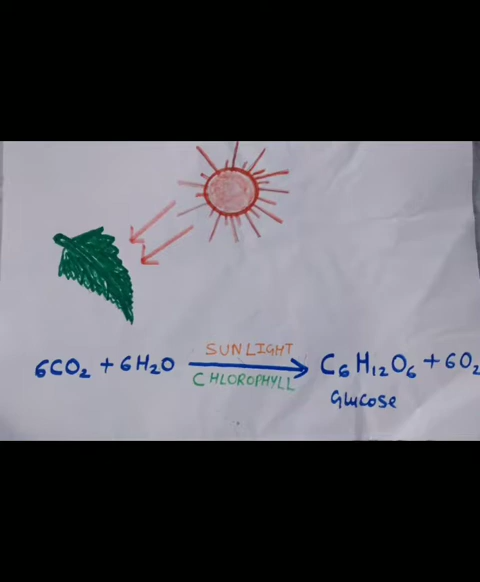 SUNLIGHT
6CO₂ + 6H₂O → C₆H₁₂O₆ + 6O₂
CHLOROPHYLL
Glucose